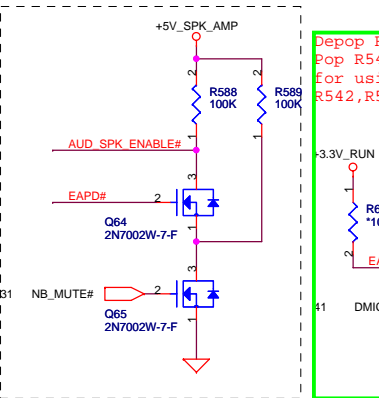 +5V_SPK_AMP
2
2
R588
100K
R589
100K
1
1
AUD_SPK_ENABLE#
3
EAPD#
2
Q64
2N7002W-7-F
1
3
31
NB_MUTE#
2
Q65
2N7002W-7-F
1
Depop
Pop R54
for usi
R542,R5
+3.3V_RUN
1
R6
*10
2
EA
41
DMIC